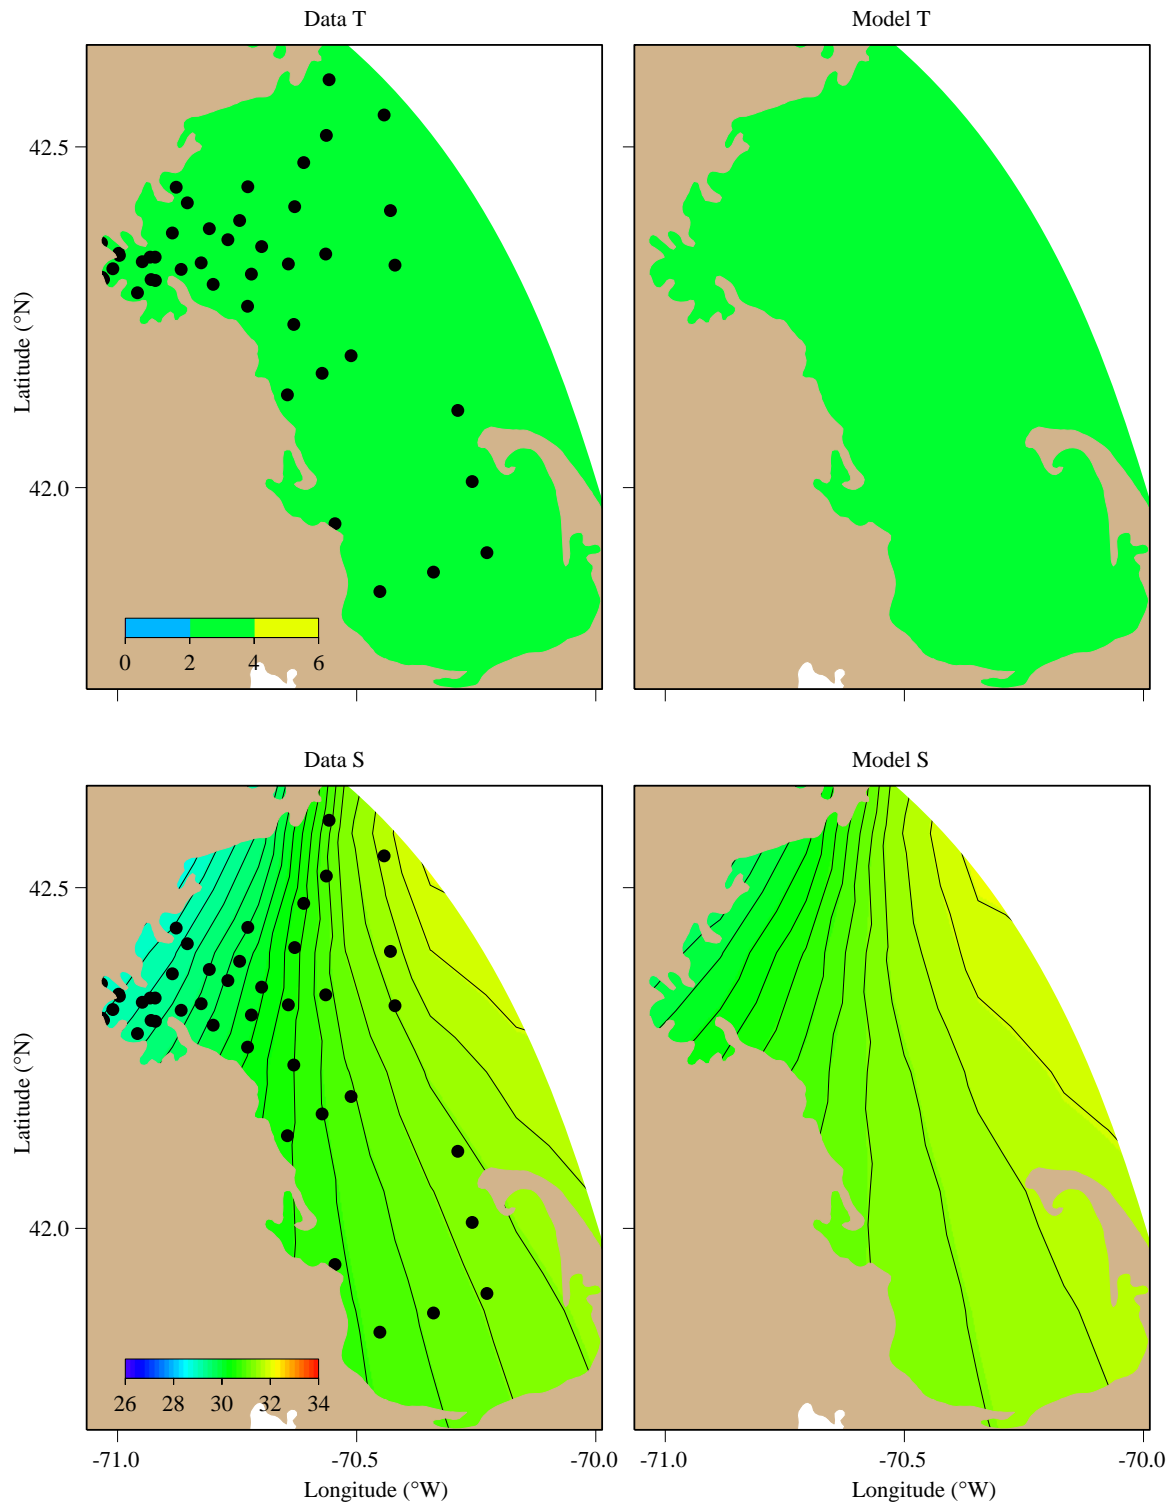 Data T
Model T
42.5
42.0
Latitude (°N)
0 2 4 6
Data S
Model S
42.5
42.0
Latitude (°N)
26 28 30 32 34
-71.0 -70.5 -70.0
-71.0 -70.5 -70.0
Longitude (°W)
Longitude (°W)